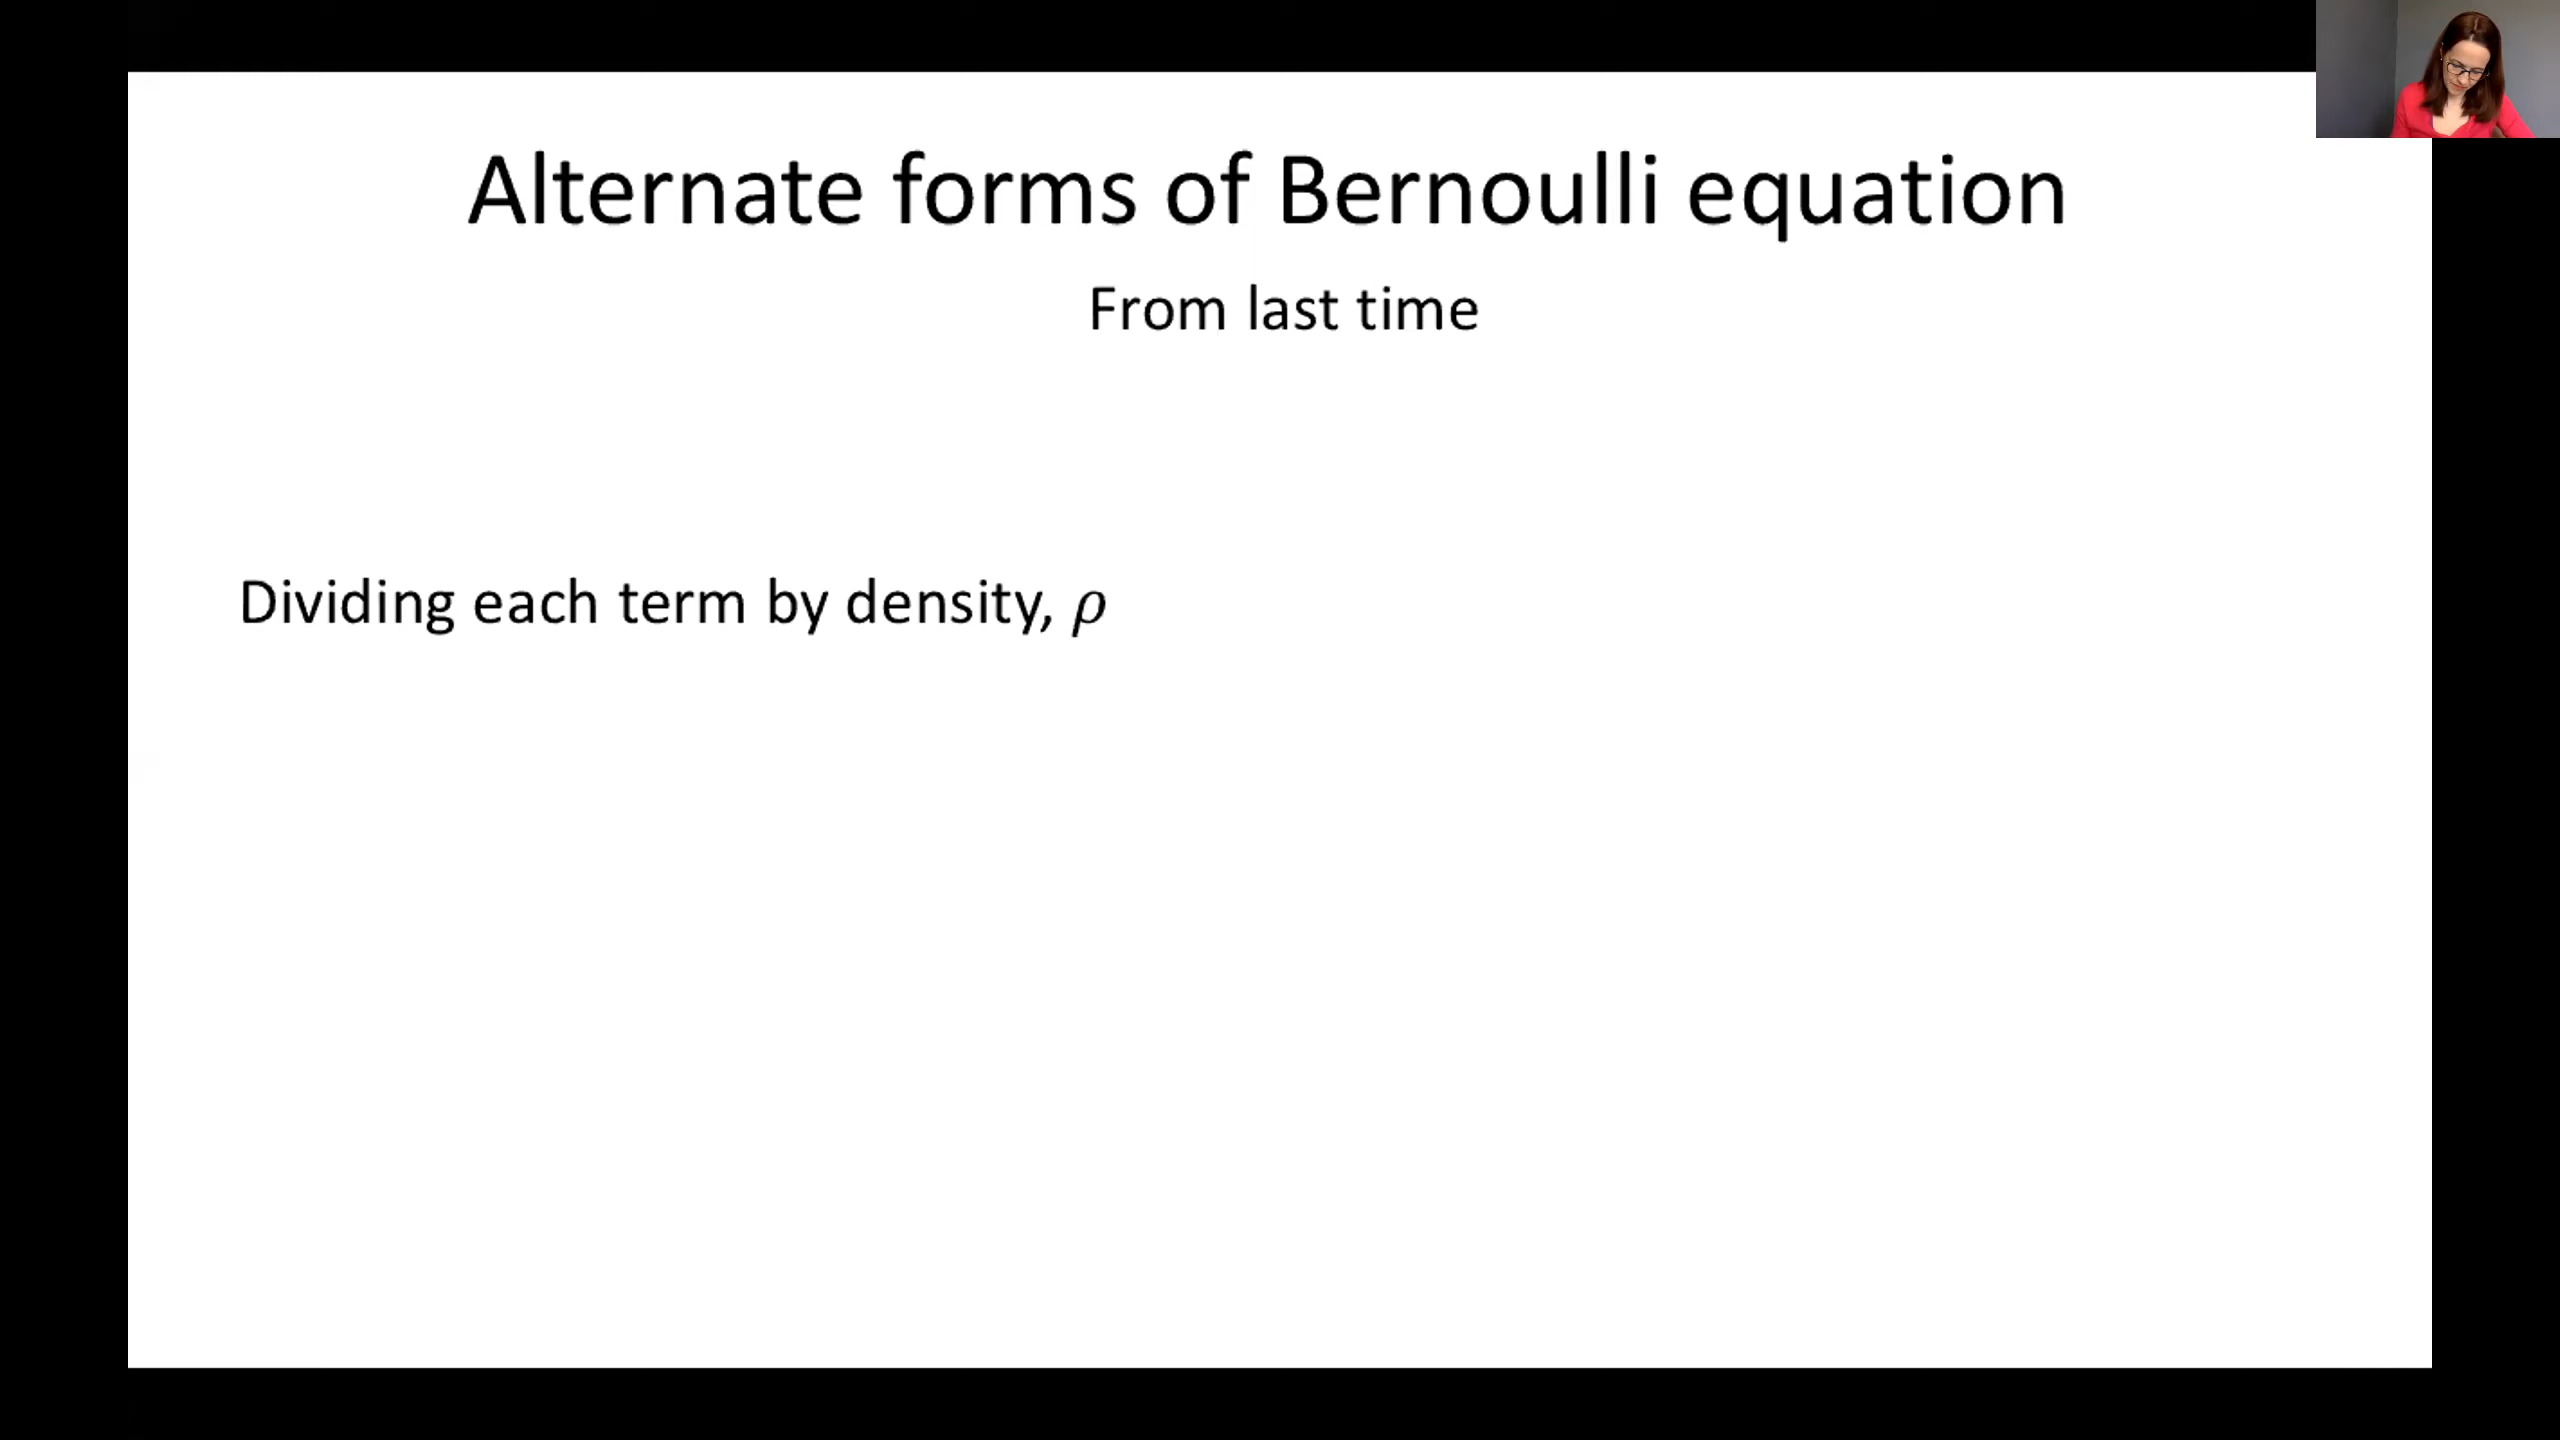 Alternate forms of Bernoulli equation
From last time
Dividing each term by density, ρ